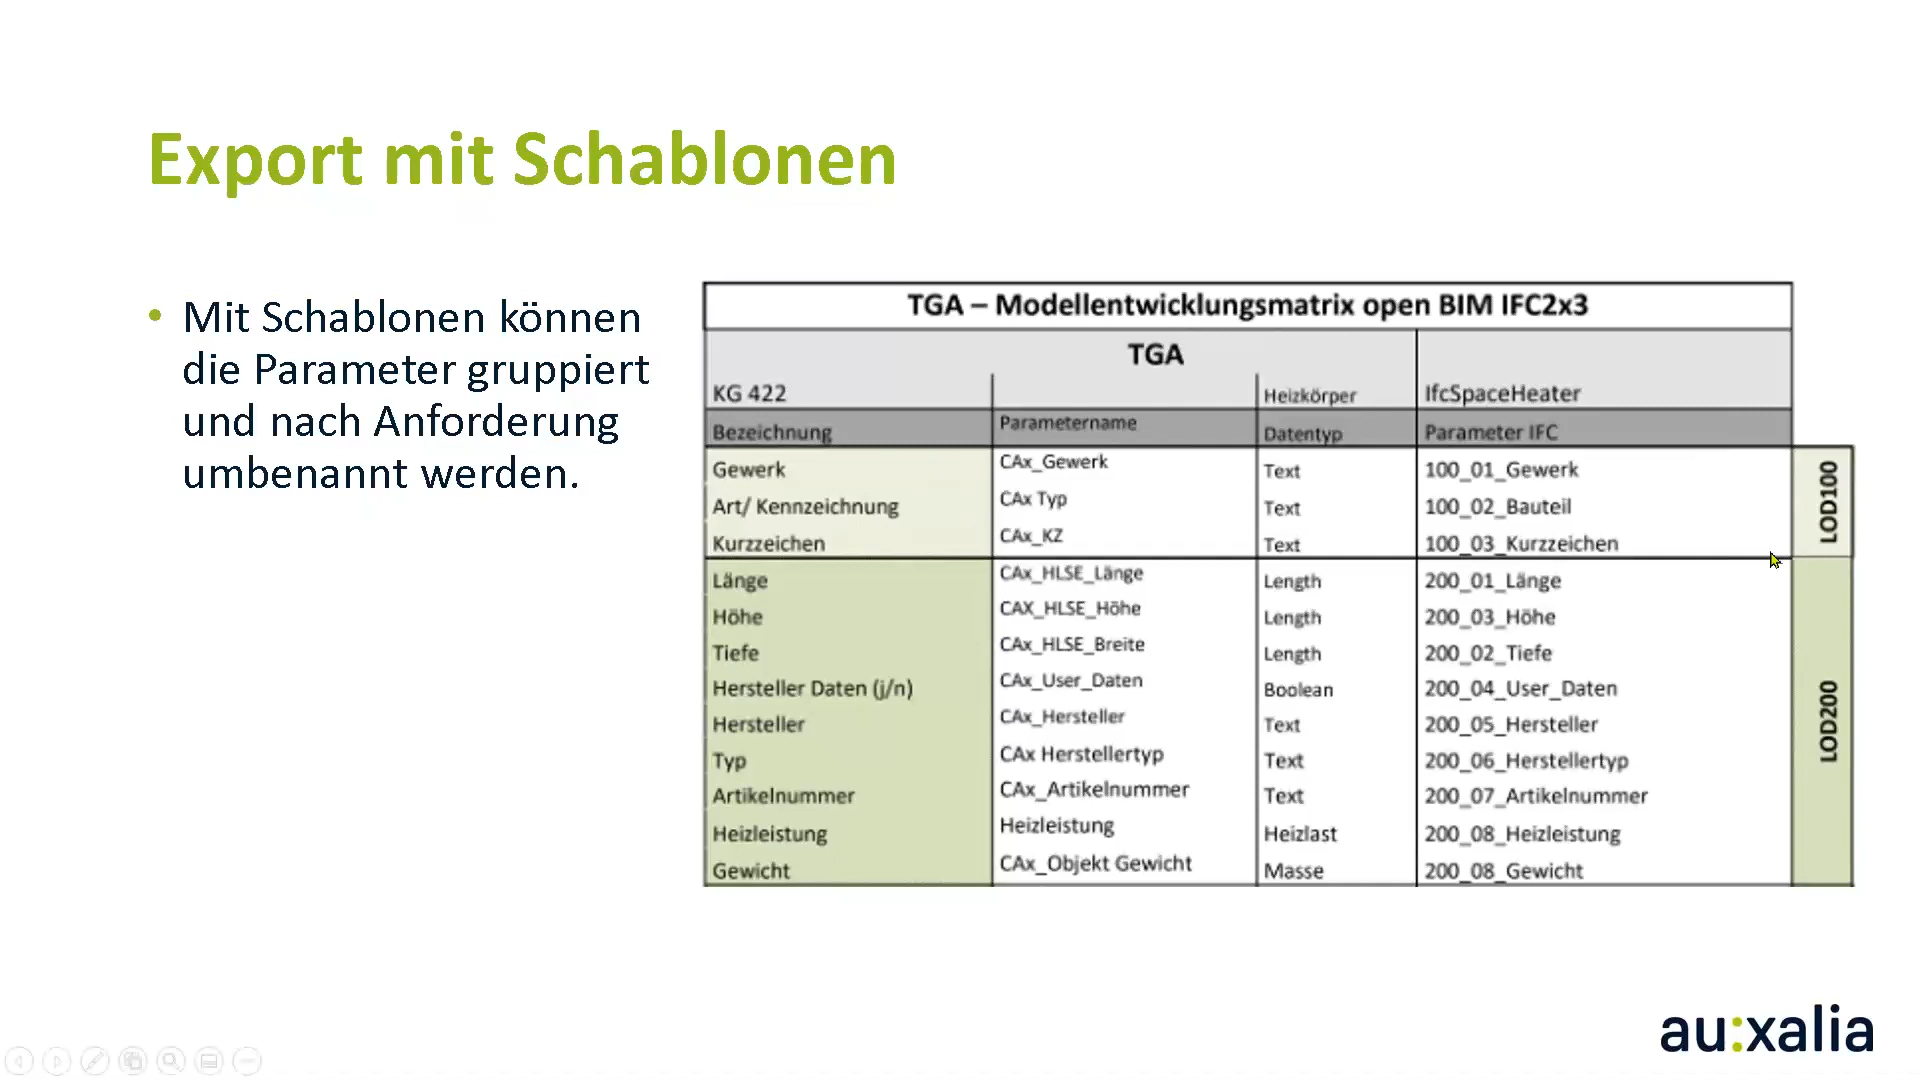 Export mit Schablonen
• Mit Schablonen können
die Parameter gruppiert
und nach Anforderung
umbenannt werden.
TGA – Modellentwicklungsmatrix open BIM IFC2x3
TGA
KG 422 Heizkörper IfcSpaceHeater
Bezeichnung Parametername Datentyp Parameter IFC
Gewerk CAx_Gewerk Text 100_01_Gewerk
Art/ Kennzeichnung CAx Typ Text 100_02_Bauteil
Kurzzeichen CAx_KZ Text 100_03_Kurzzeichen
LOD100
Länge CAx_HLSE_Länge Length 200_01_Länge
Höhe CAX_HLSE_Höhe Length 200_03_Höhe
Tiefe CAx_HLSE_Breite Length 200_02_Tiefe
Hersteller Daten (j/n) CAx_User_Daten Boolean 200_04_User_Daten
Hersteller CAx_Hersteller Text 200_05_Hersteller
Typ CAx Herstellertyp Text 200_06_Herstellertyp
Artikelnummer CAx_Artikelnummer Text 200_07_Artikelnummer
Heizleistung Heizleistung Heizlast 200_08_Heizleistung
Gewicht CAx_Objekt Gewicht Masse 200_08_Gewicht
LOD200
au:xalia